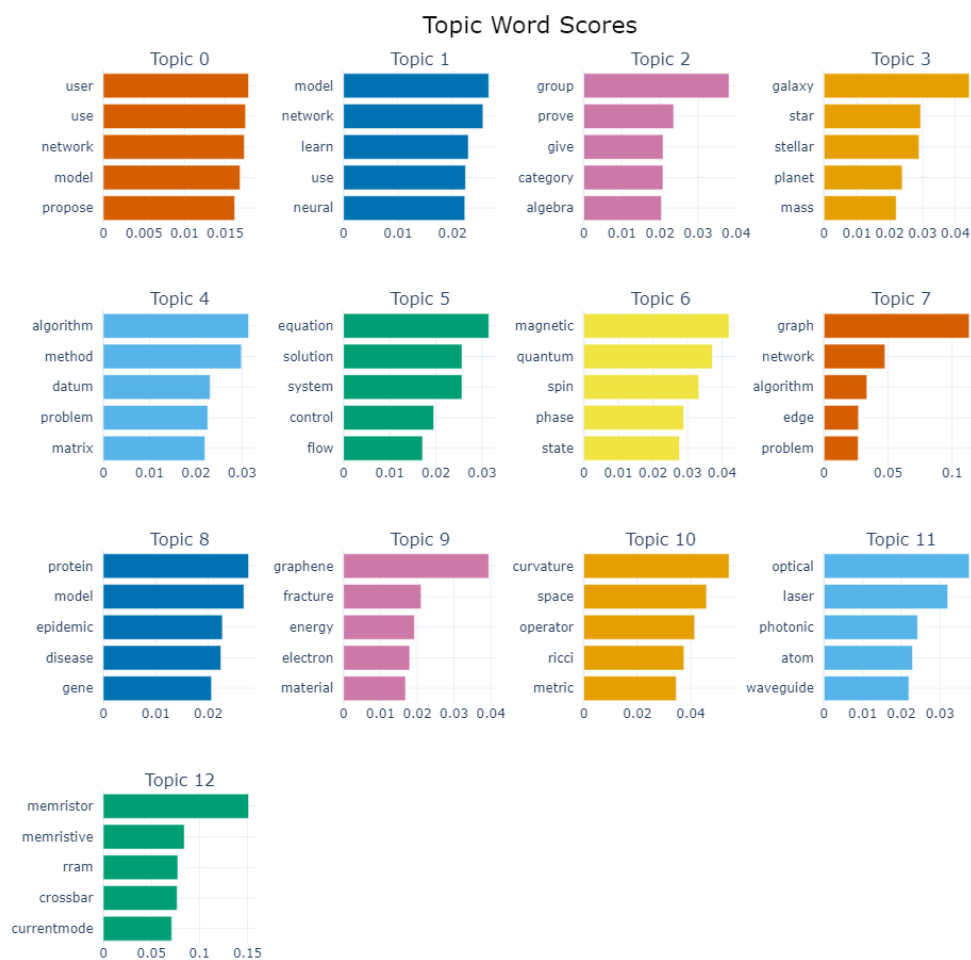 Topic Word Scores
Topic 0
user
use
network
model
propose
0 0.005 0.01 0.015
Topic 1
model
network
learn
use
neural
0 0.01 0.02
Topic 2
group
prove
give
category
algebra
0 0.01 0.02 0.03 0.04
Topic 3
galaxy
star
stellar
planet
mass
0 0.01 0.02 0.03 0.04
Topic 4
algorithm
method
datum
problem
matrix
0 0.01 0.02 0.03
Topic 5
equation
solution
system
control
flow
0 0.01 0.02 0.03
Topic 6
magnetic
quantum
spin
phase
state
0 0.01 0.02 0.03 0.04
Topic 7
graph
network
algorithm
edge
problem
0 0.05 0.1
Topic 8
protein
model
epidemic
disease
gene
0 0.01 0.02
Topic 9
graphene
fracture
energy
electron
material
0 0.01 0.02 0.03 0.04
Topic 10
curvature
space
operator
ricci
metric
0 0.02 0.04
Topic 11
optical
laser
photonic
atom
waveguide
0 0.01 0.02 0.03
Topic 12
memristor
memristive
rram
crossbar
currentmode
0 0.05 0.1 0.15